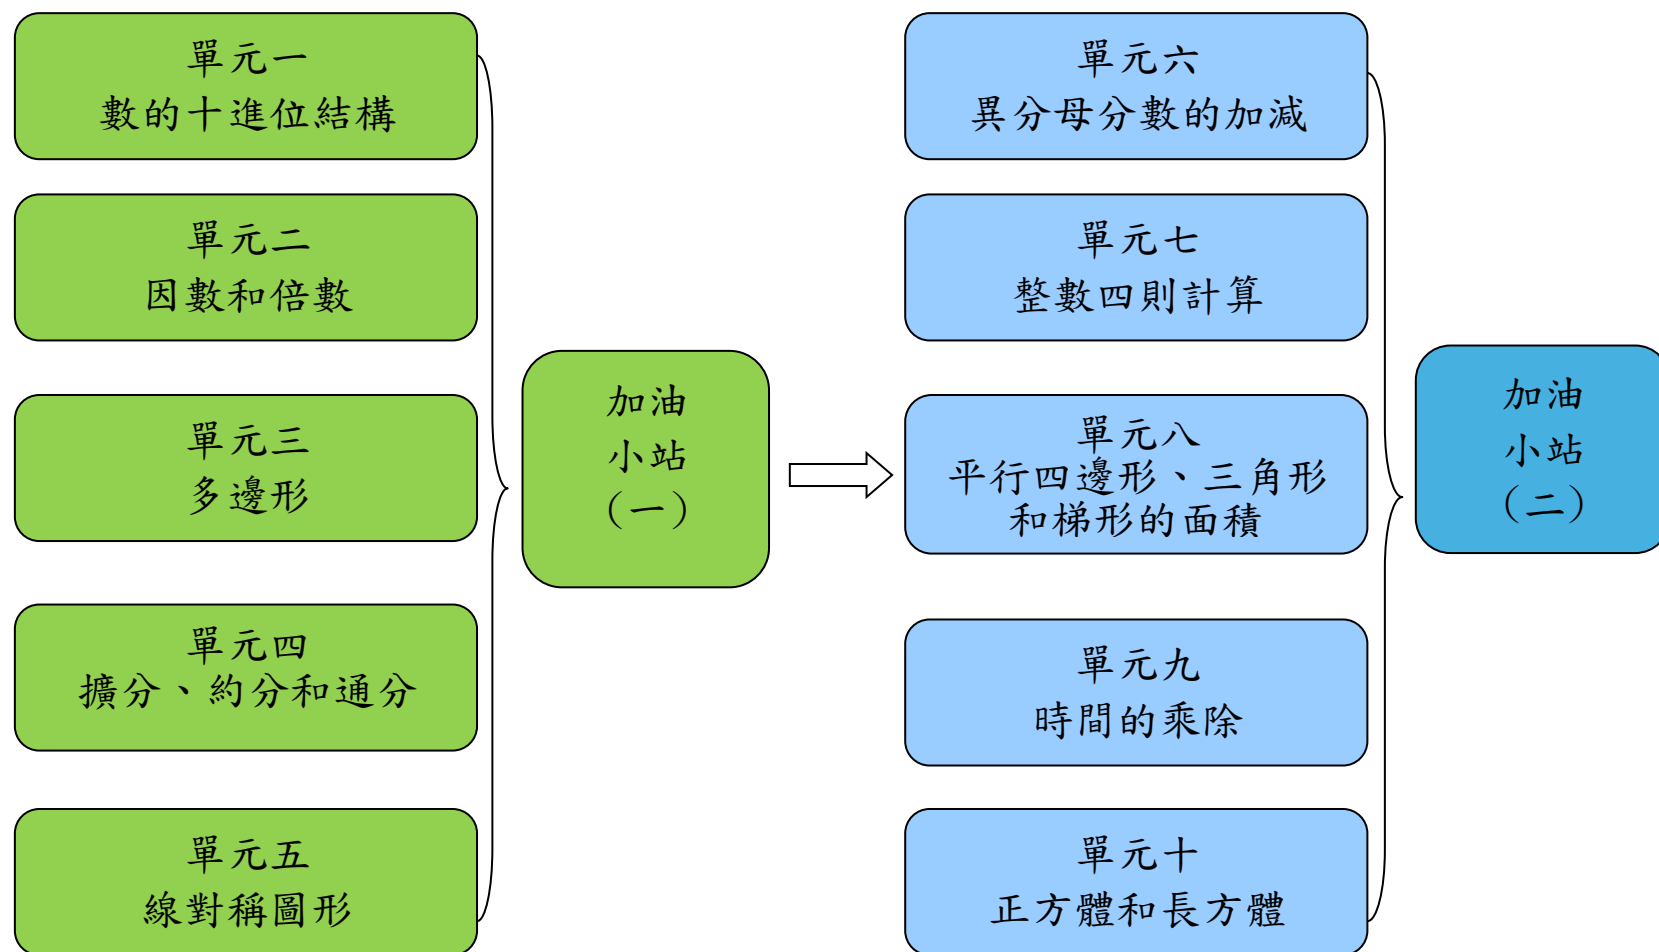 單元一
數的十進位結構
單元二
因數和倍數
單元三
多邊形
單元四
擴分、約分和通分
單元五
線對稱圖形
加油
小站
(一)
單元六
異分母分數的加減
單元七
整數四則計算
單元八
平行四邊形、三角形
和梯形的面積
單元九
時間的乘除
單元十
正方體和長方體
加油
小站
(二)